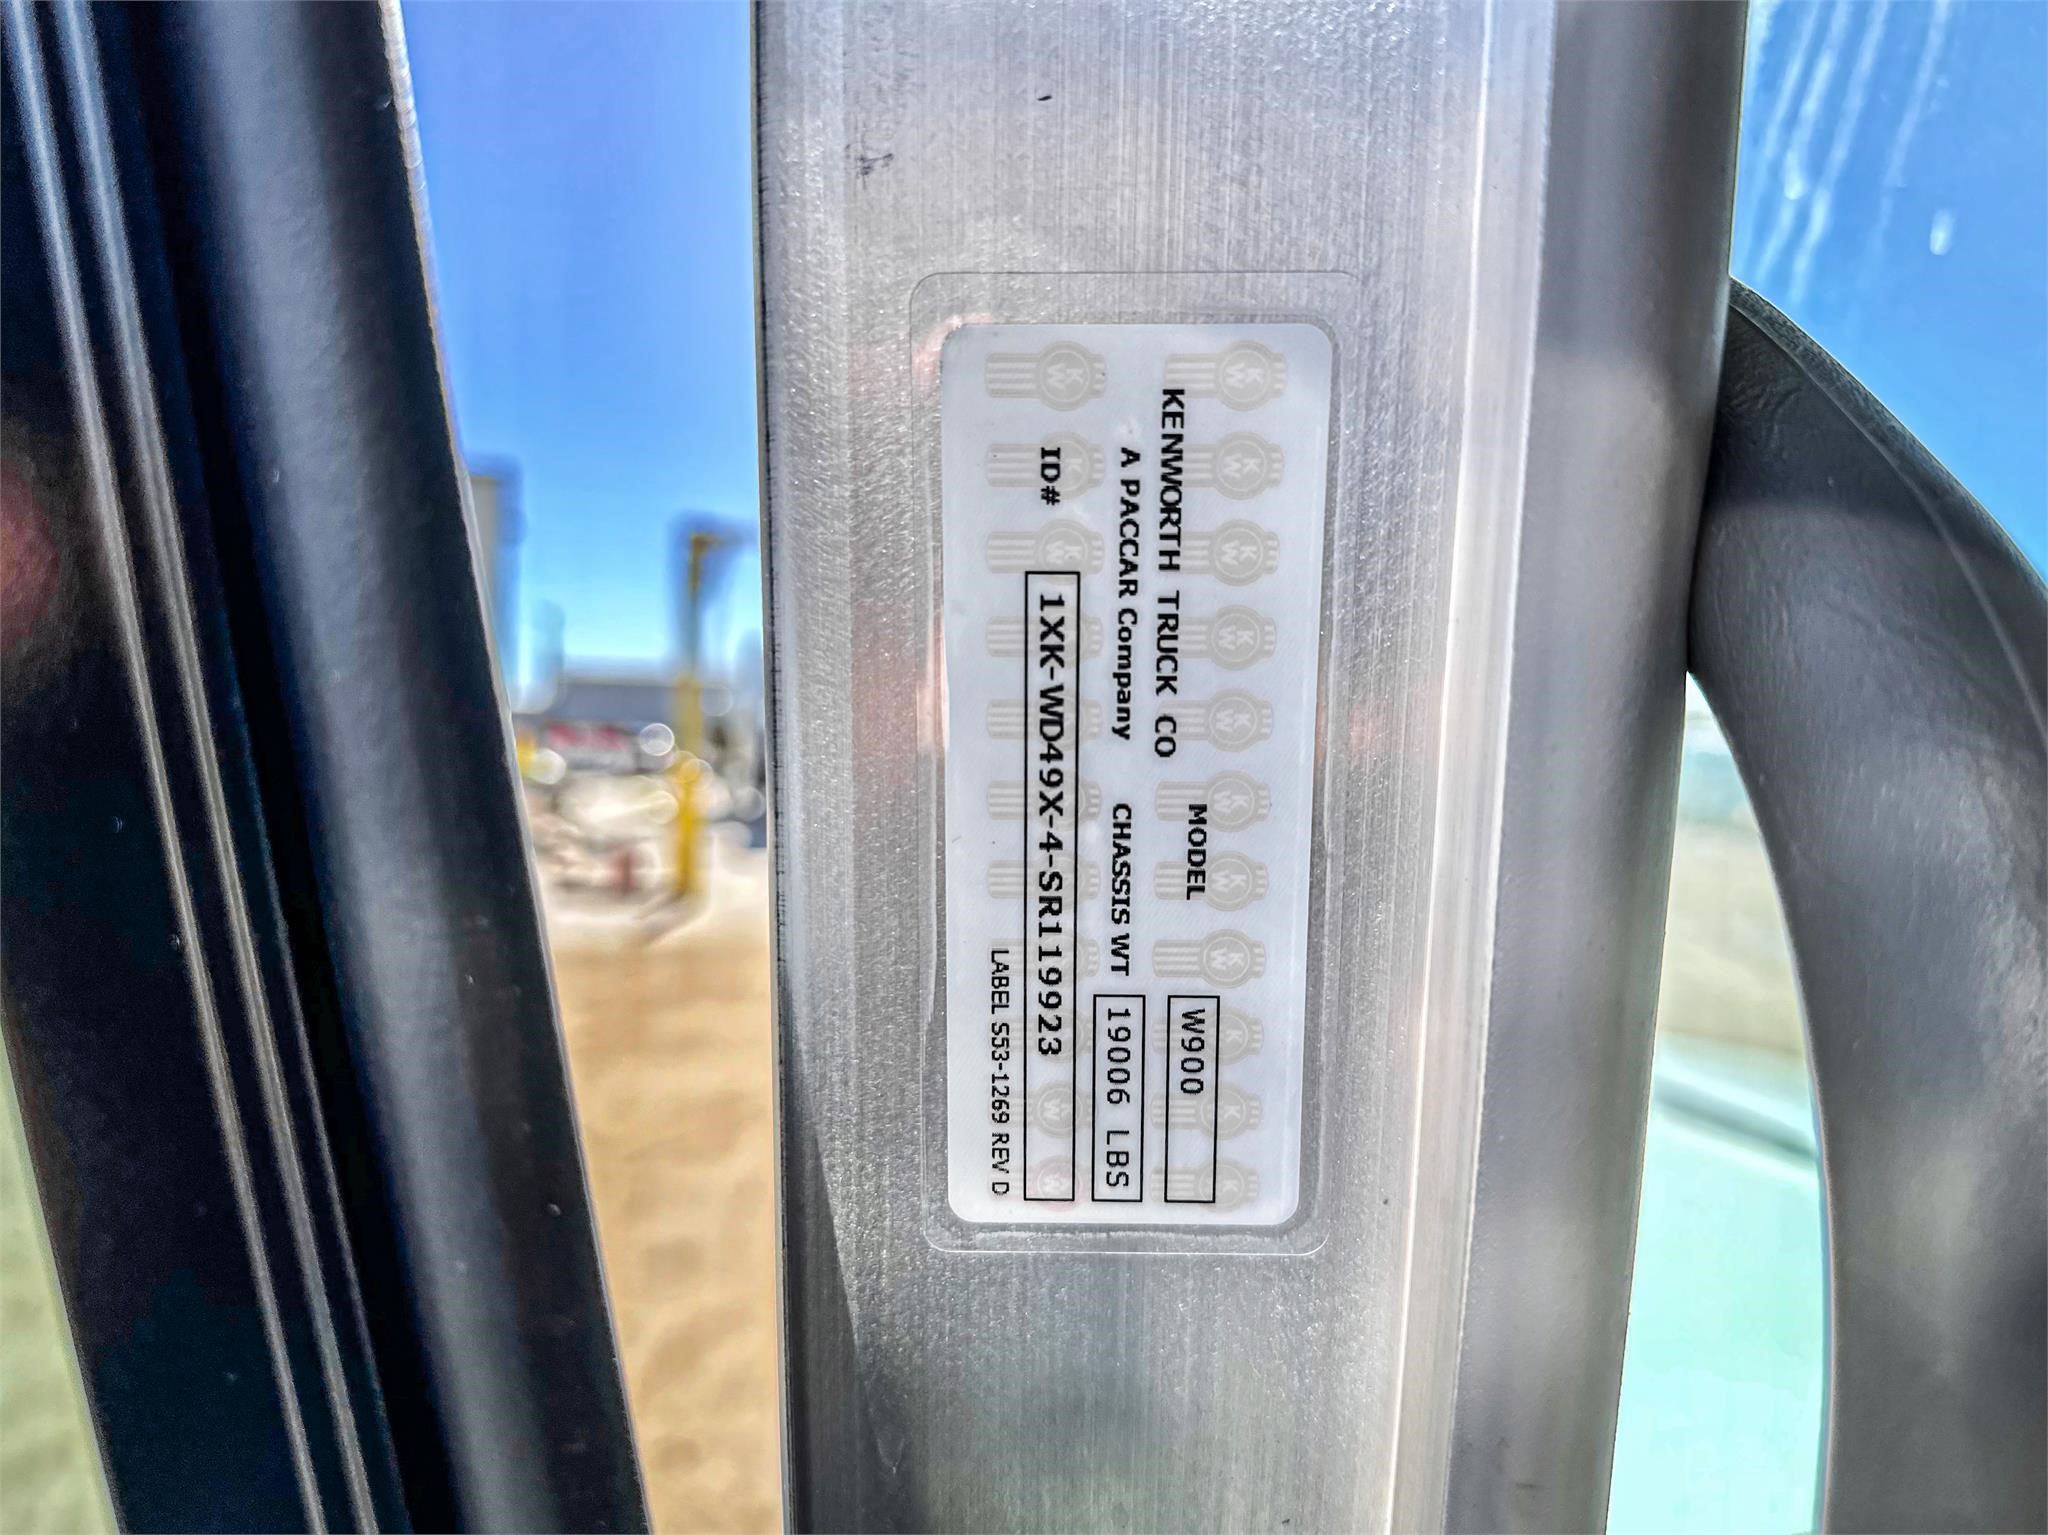 KENWORTH TRUCK CO
A PACCAR Company
MODEL W900
CHASSIS WT 19006 LBS
ID# 1XK-WD49X-4-SR119923
LABEL S53-1269 REV D